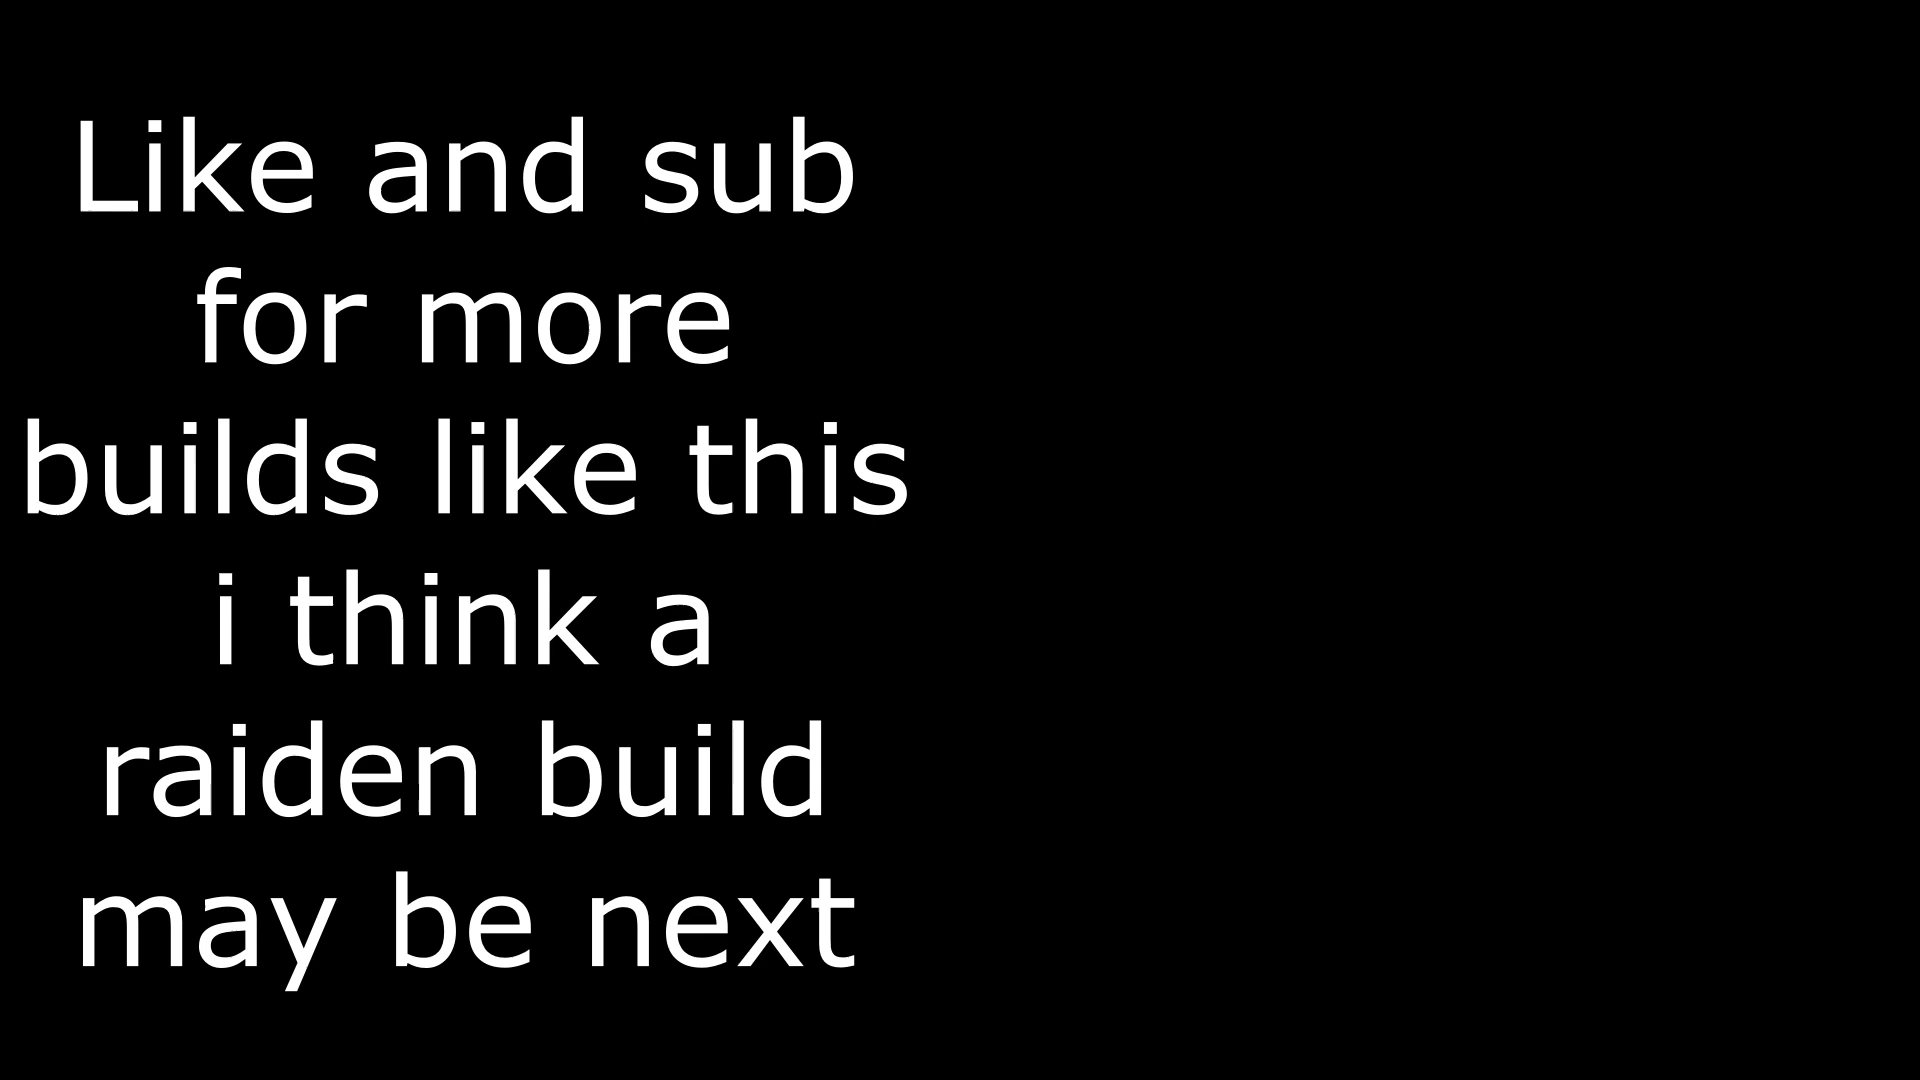 Like and sub
for more
builds like this
i think a
raiden build
may be next